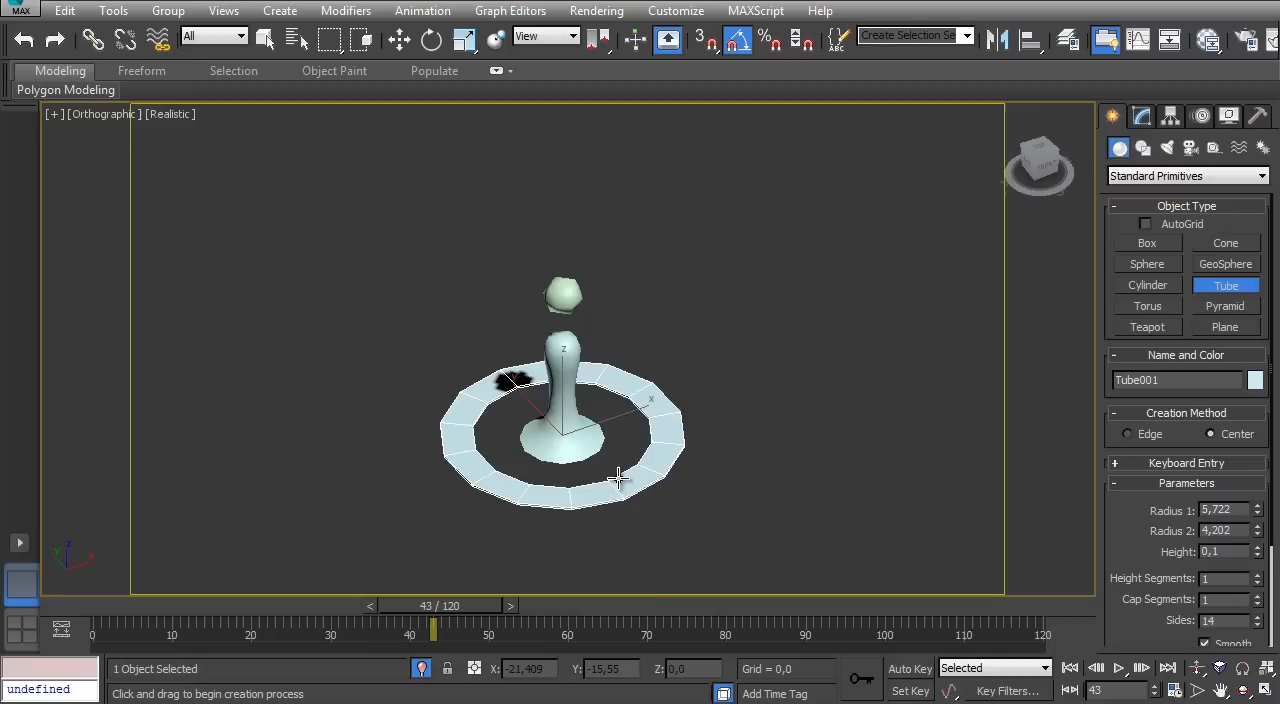 MAX Edit Tools Group Views Create Modifiers Animation Graph Editors Rendering Customize MAXScript Help
All View 3 % ABC Create Selection Se
Modeling Freeform Selection Object Paint Populate
Polygon Modeling
[+] [Orthographic] [Realistic]
TOP
FRONT
Standard Primitives
- Object Type
AutoGrid
Box Cone
Sphere GeoSphere
Cylinder Tube
Torus Pyramid
Teapot Plane
- Name and Color
Tube001
- Creation Method
Edge Center
+ Keyboard Entry
- Parameters
Radius 1: 5,722
Radius 2: 4,202
Height: 0,1
Height Segments: 1
Cap Segments: 1
Sides: 14
Smooth
z
x
z
y
x
< 43 / 120 >
0 10 20 30 40 50 60 70 80 90 100 110 120
1 Object Selected X: -21,409 Y: -15,55 Z: 0,0 Grid = 0,0 Auto Key Selected
undefined Click and drag to begin creation process Add Time Tag Set Key Key Filters... 43